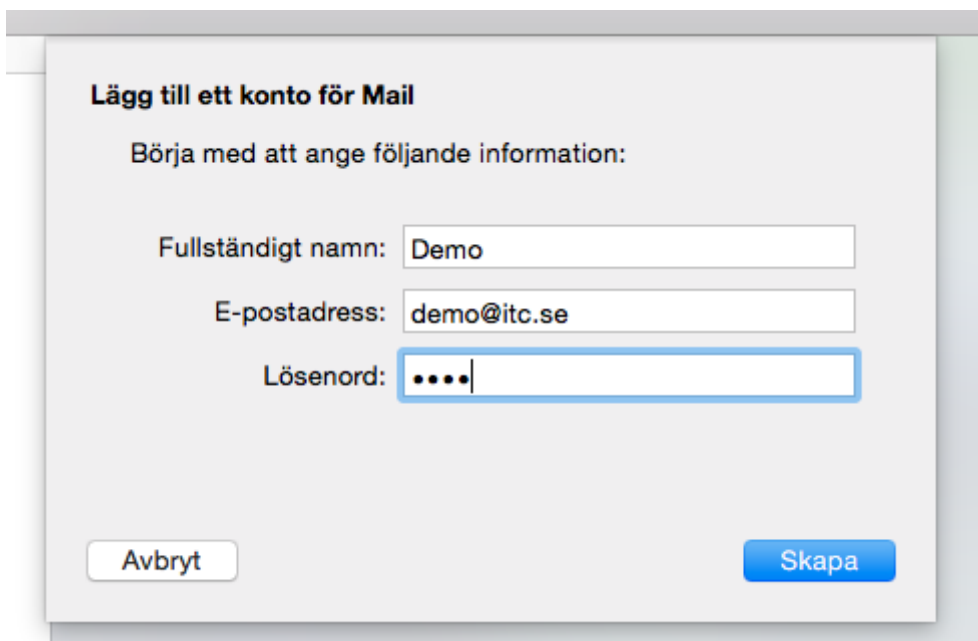 Lägg till ett konto för Mail
Börja med att ange följande information:
Fullständigt namn: Demo
E-postadress: demo@itc.se
Lösenord: ••••
Avbryt Skapa